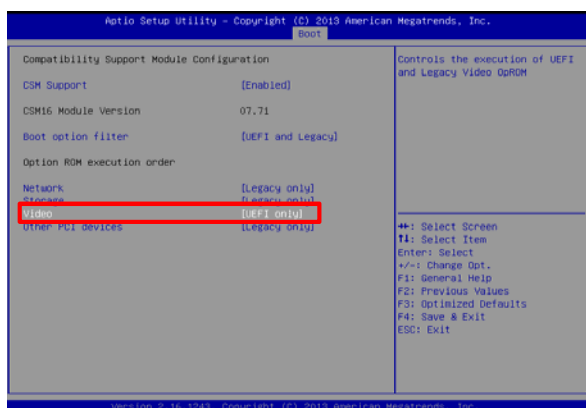 Aptio Setup Utility – Copyright (C) 2013 American Megatrends, Inc.
Boot
Compatibility Support Module Configuration
CSM Support [Enabled]
CSM16 Module Version 07.71
Boot option filter [UEFI and Legacy]
Option ROM execution order
Network [Legacy only]
Storage [Legacy only]
Video [UEFI only]
Other PCI devices [Legacy only]
Controls the execution of UEFI
and Legacy Video OpROM
→←: Select Screen
↑↓: Select Item
Enter: Select
+/-: Change Opt.
F1: General Help
F2: Previous Values
F3: Optimized Defaults
F4: Save & Exit
ESC: Exit
Version 2.16.1243. Copyright (C) 2013 American Megatrends, Inc.